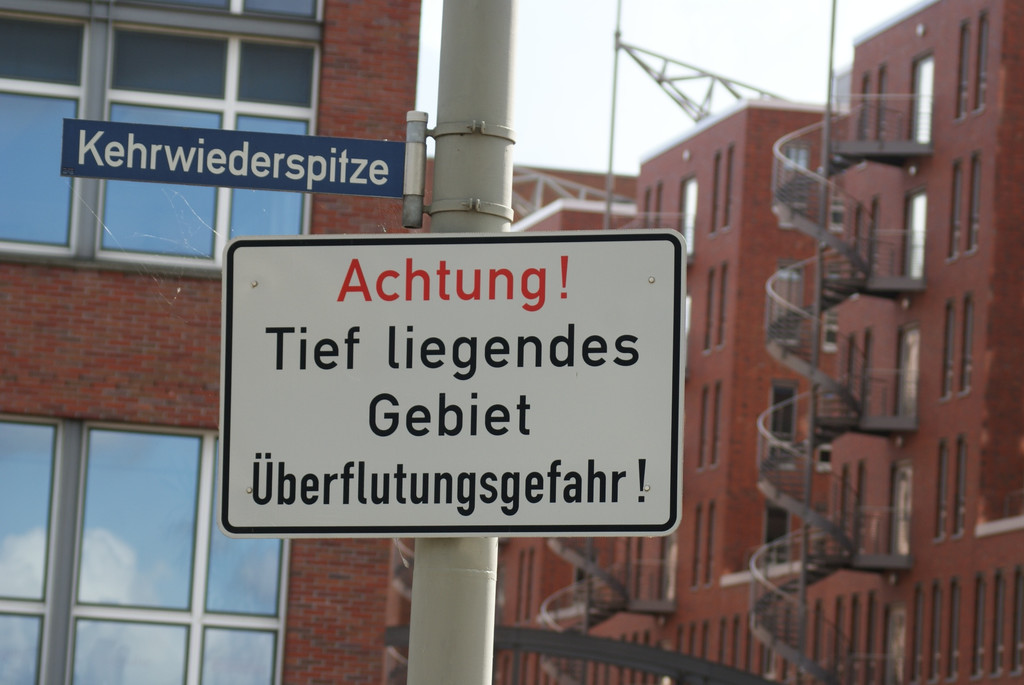 Kehrwiederspitze
Achtung!
Tief liegendes
Gebiet
Überflutungsgefahr!